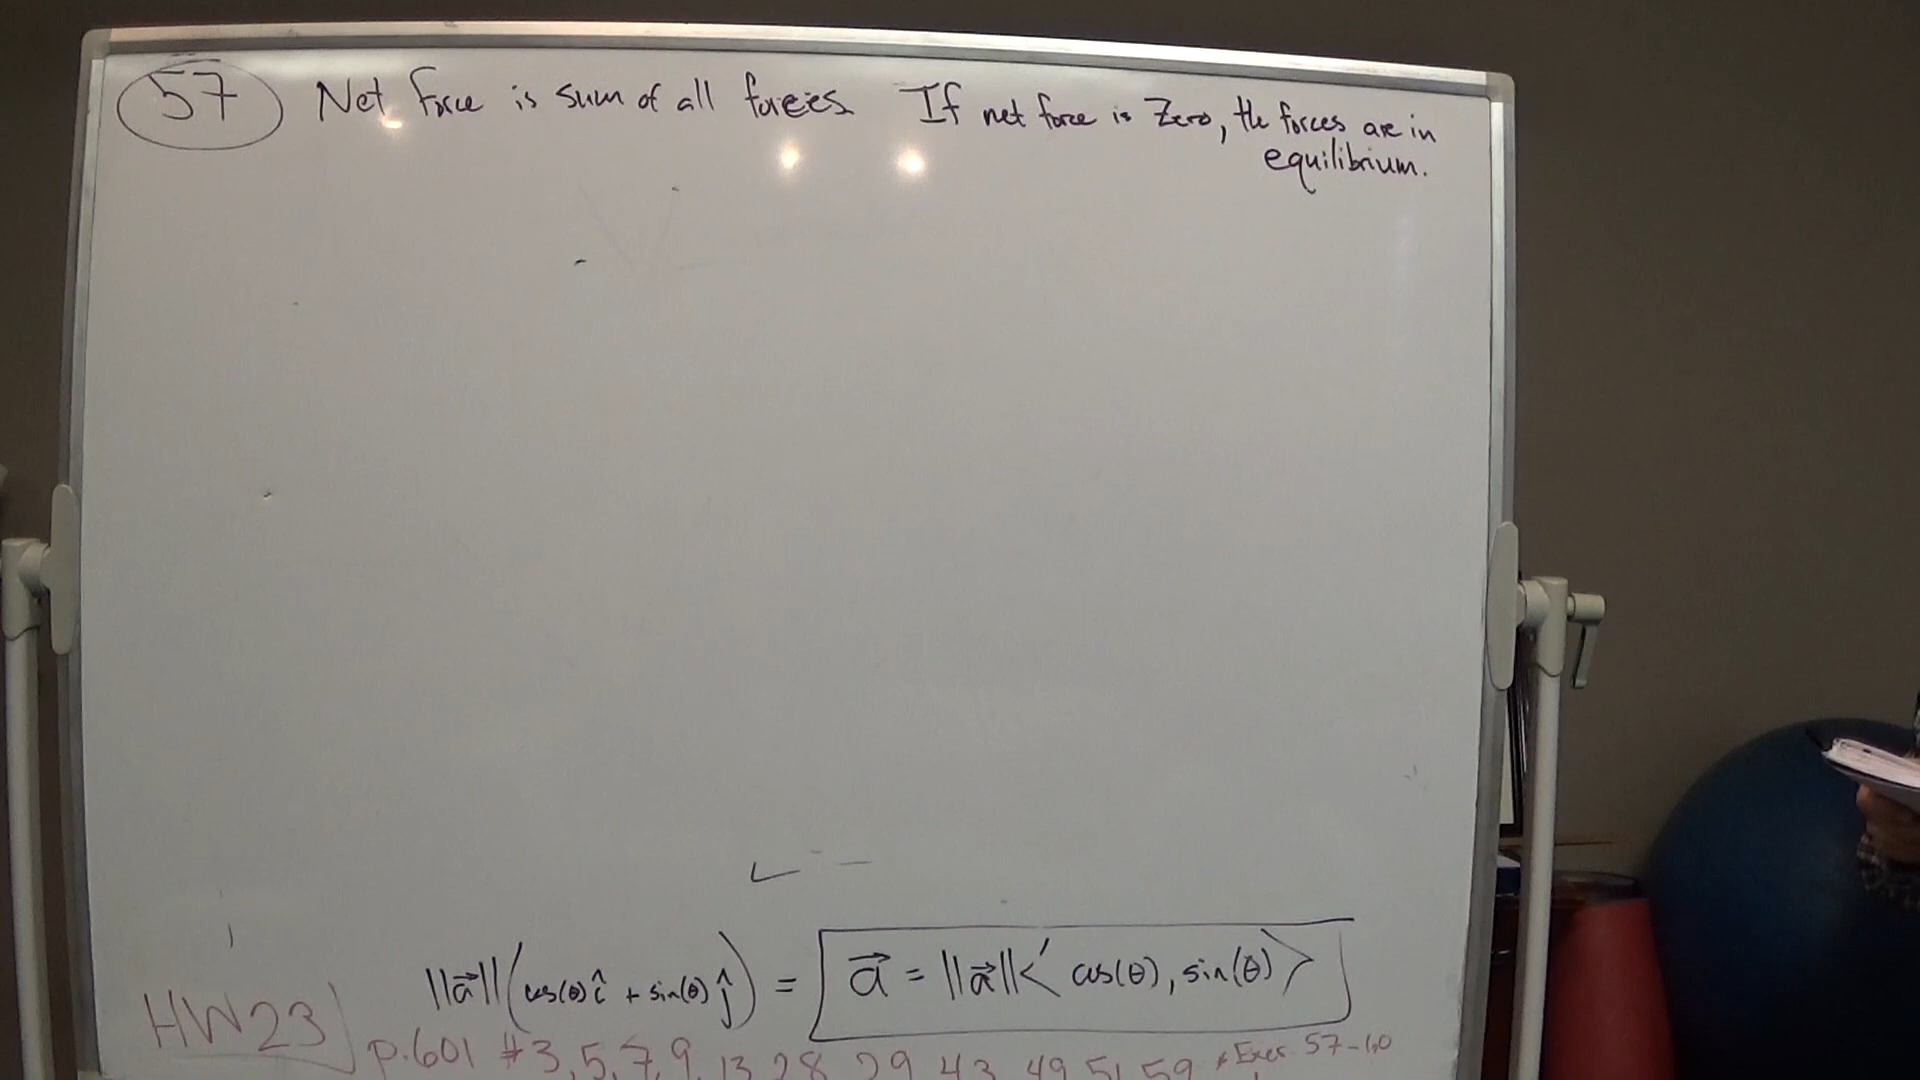 57 Net force is sum of all forces. If net force is zero, the forces are in
equilibrium.
||a⃗||(cos(θ)î + sin(θ)ĵ) = a⃗ = ||a⃗||<cos(θ), sin(θ)>
HW23
p.601 #3, 5, 7, 9, 13, 28, 29, 43, 49, 51, 59 * Exer. 57-60